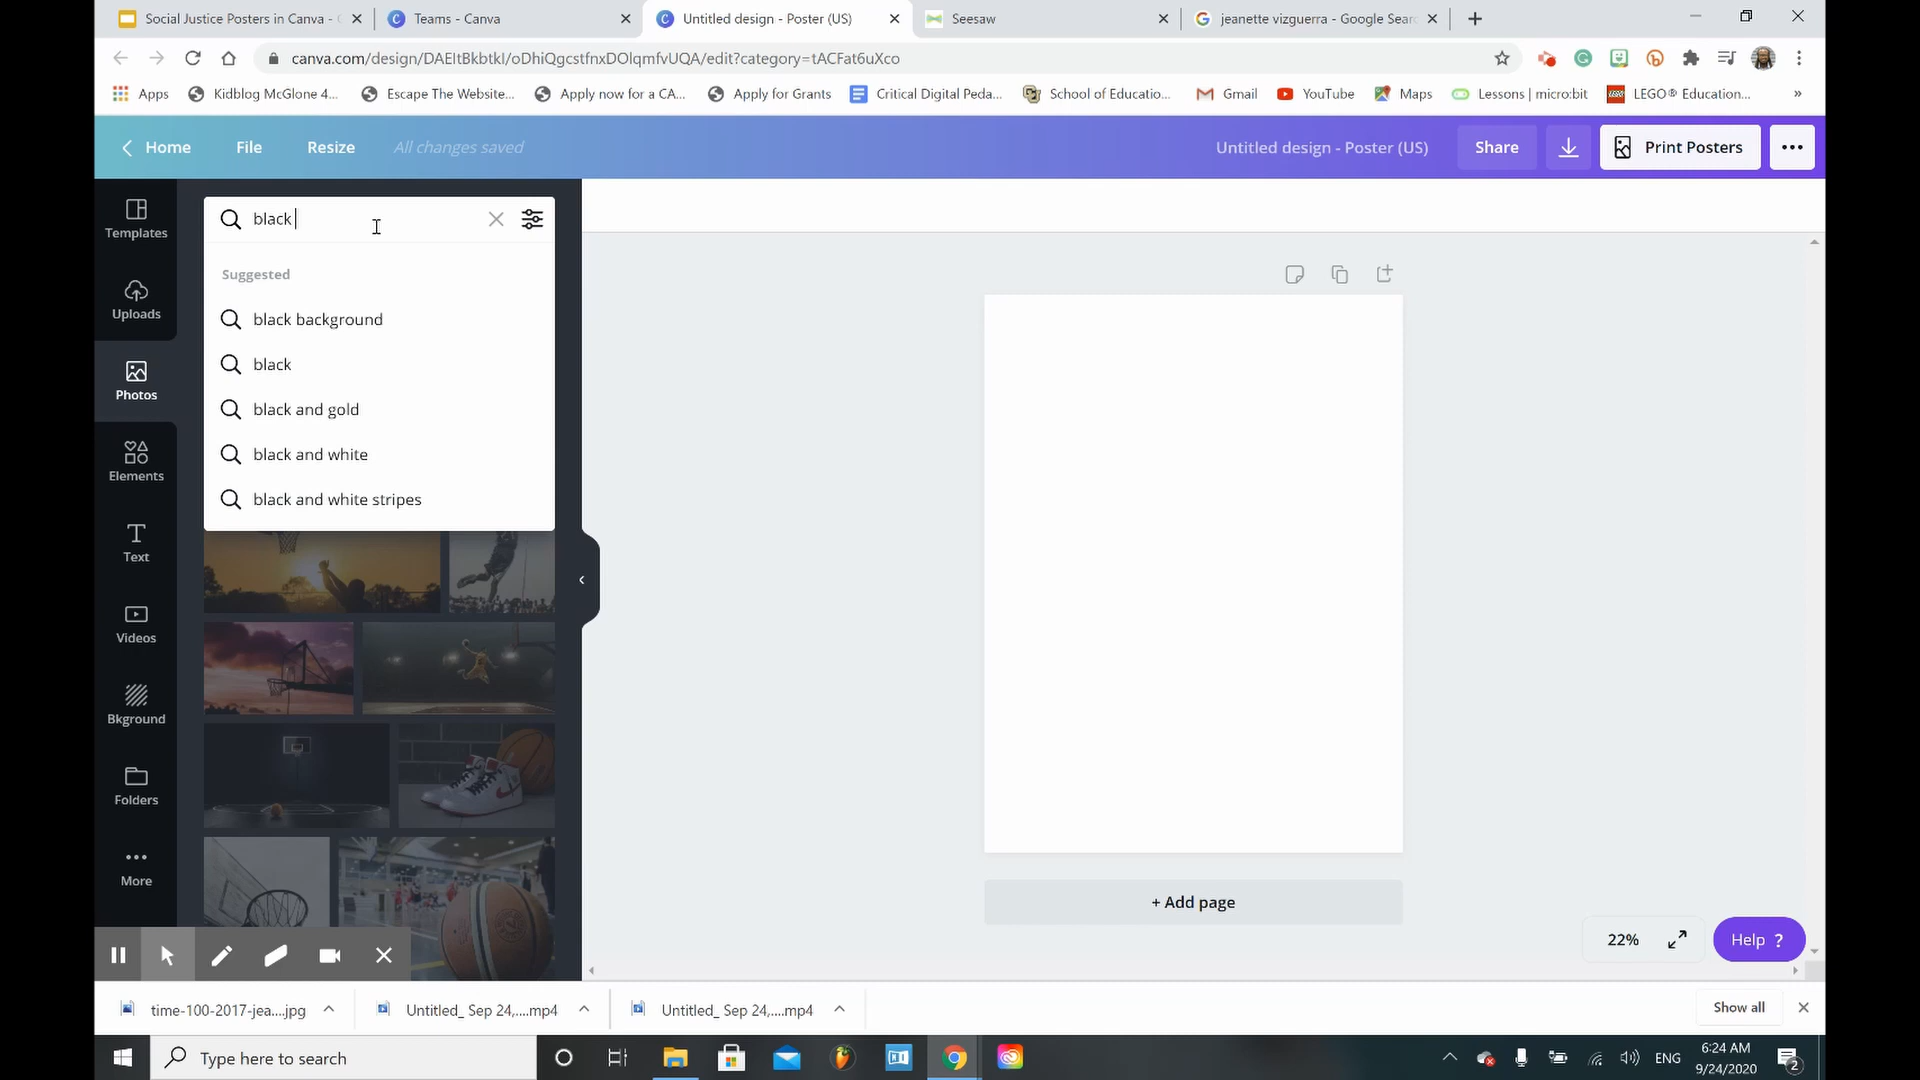 Social Justice Posters in Canva -
Teams - Canva
Untitled design - Poster (US)
Seesaw
jeanette vizguerra - Google Sear
canva.com/design/DAEItBkbtkI/oDhiQgcstfnxDOlqmfvUQA/edit?category=tACFat6uXco
Apps
Kidblog McGlone 4...
Escape The Website...
Apply now for a CA...
Apply for Grants
Critical Digital Peda...
School of Educatio...
Gmail
YouTube
Maps
Lessons | micro:bit
LEGO® Education...
»
Home
File
Resize
All changes saved
Untitled design - Poster (US)
Share
Print Posters
Templates
Uploads
Photos
Elements
Text
Videos
Bkground
Folders
More
black
Suggested
black background
black
black and gold
black and white
black and white stripes
+ Add page
22%
Help ?
time-100-2017-jea....jpg
Untitled_ Sep 24,....mp4
Untitled_ Sep 24,....mp4
Show all
Type here to search
ENG
6:24 AM
9/24/2020
2